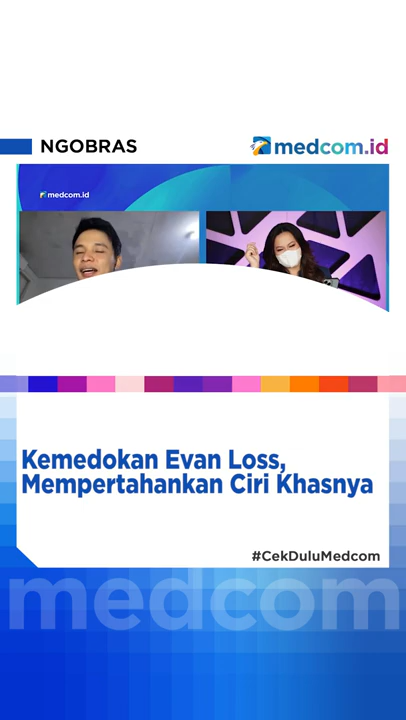 NGOBRAS
medcom.id
medcom.id
Kemedokan Evan Loss,
Mempertahankan Ciri Khasnya
#CekDuluMedcom
medcom